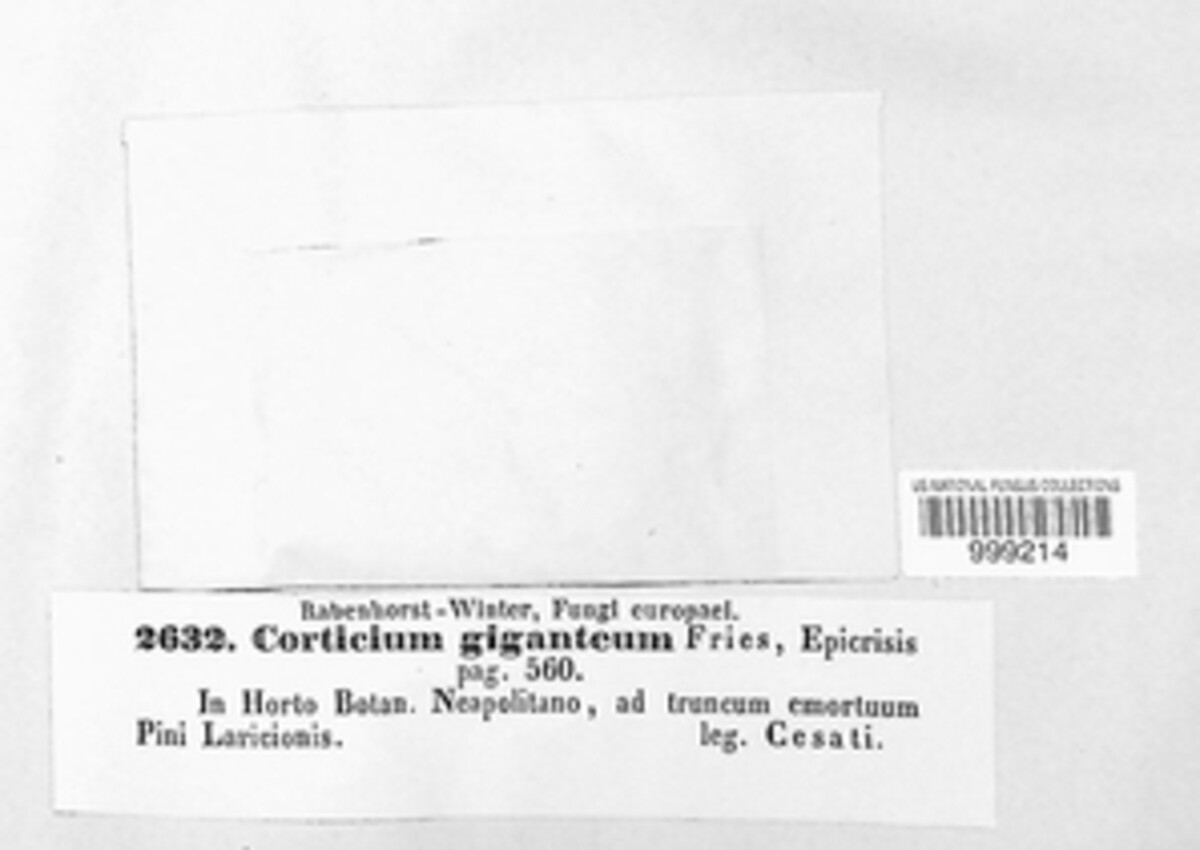 US NATIONAL FUNGUS COLLECTIONS
999214
Rabenhorst-Winter, Fungi europaei.
2632. Corticium giganteum Fries, Epicrisis
pag. 560.
In Horto Botan. Neapolitano, ad truncum emortuum
Pini Laricionis. leg. Cesati.